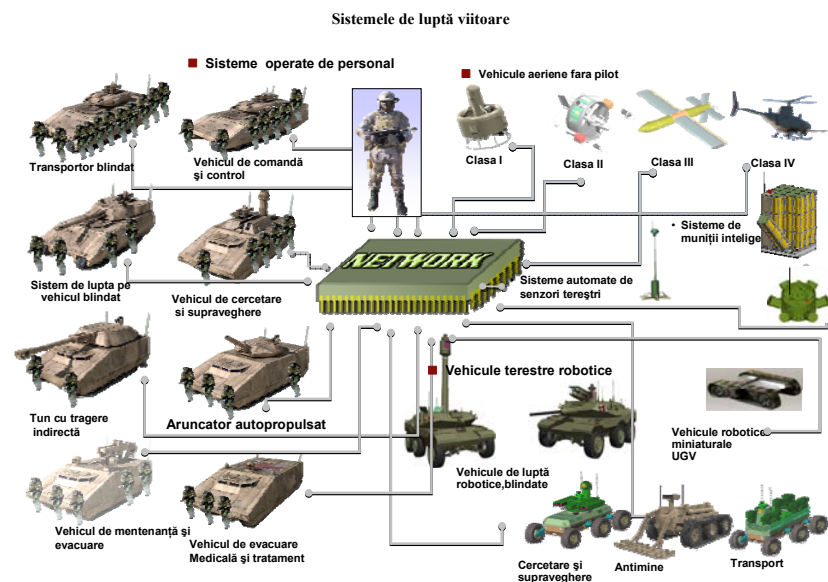 Sistemele de luptă viitoare
Sisteme operate de personal
Vehicule aeriene fara pilot
Transportor blindat
Vehicul de comandă
şi control
Clasa I
Clasa II
Clasa III
Clasa IV
Sistem de lupta pe
vehicul blindat
Vehicul de cercetare
si supraveghere
NETWORK
• Sisteme de
muniții intelige
Sisteme automate de
senzori tereştri
Tun cu tragere
indirectă
Aruncator autopropulsat
Vehicule terestre robotice
Vehicule de luptă
robotice,blindate
Vehicule robotice
miniaturale
UGV
Vehicul de mentenanță şi
evacuare
Vehicul de evacuare
Medicală şi tratament
Cercetare şi
supraveghere
Antimine
Transport